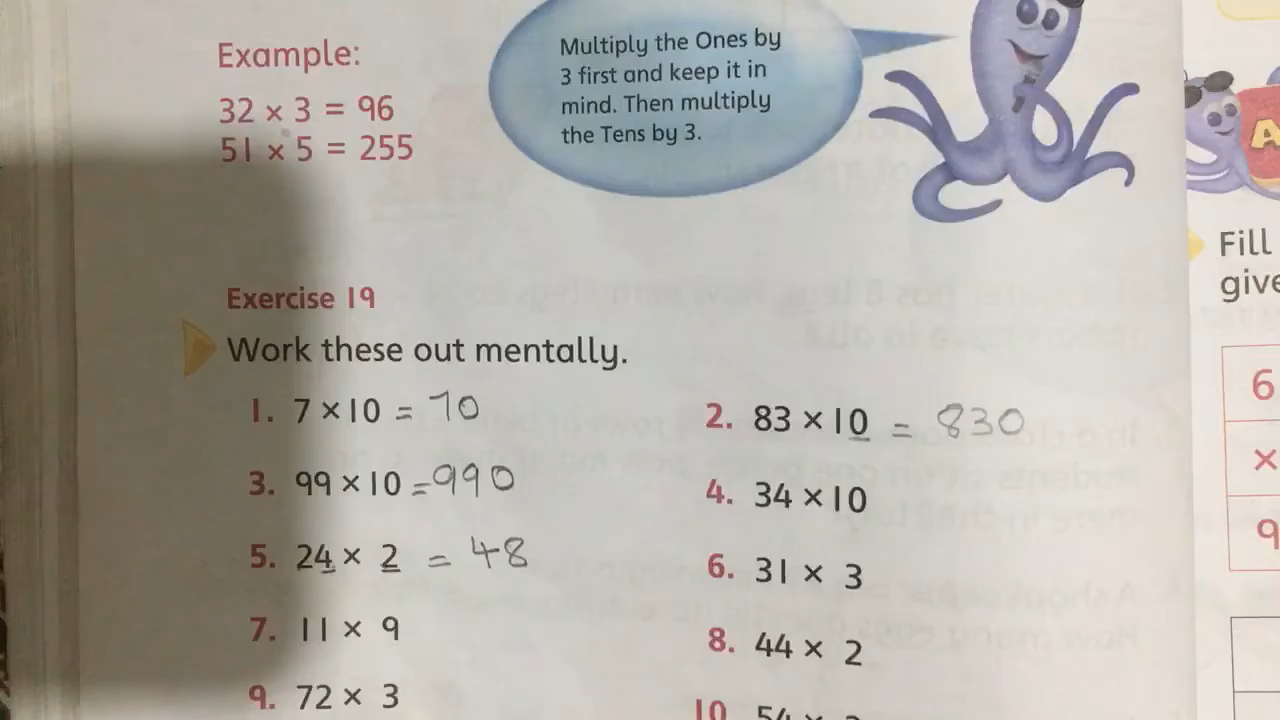 Example:
32 × 3 = 96
51 × 5 = 255
Multiply the Ones by
3 first and keep it in
mind. Then multiply
the Tens by 3.
Exercise 19
Work these out mentally.
1. 7 × 10 = 70
2. 83 × 10 = 830
3. 99 × 10 = 990
4. 34 × 10
5. 24 × 2 = 48
6. 31 × 3
7. 11 × 9
8. 44 × 2
9. 72 × 3
10. 54 ×
A
Fill
give
6
×
9